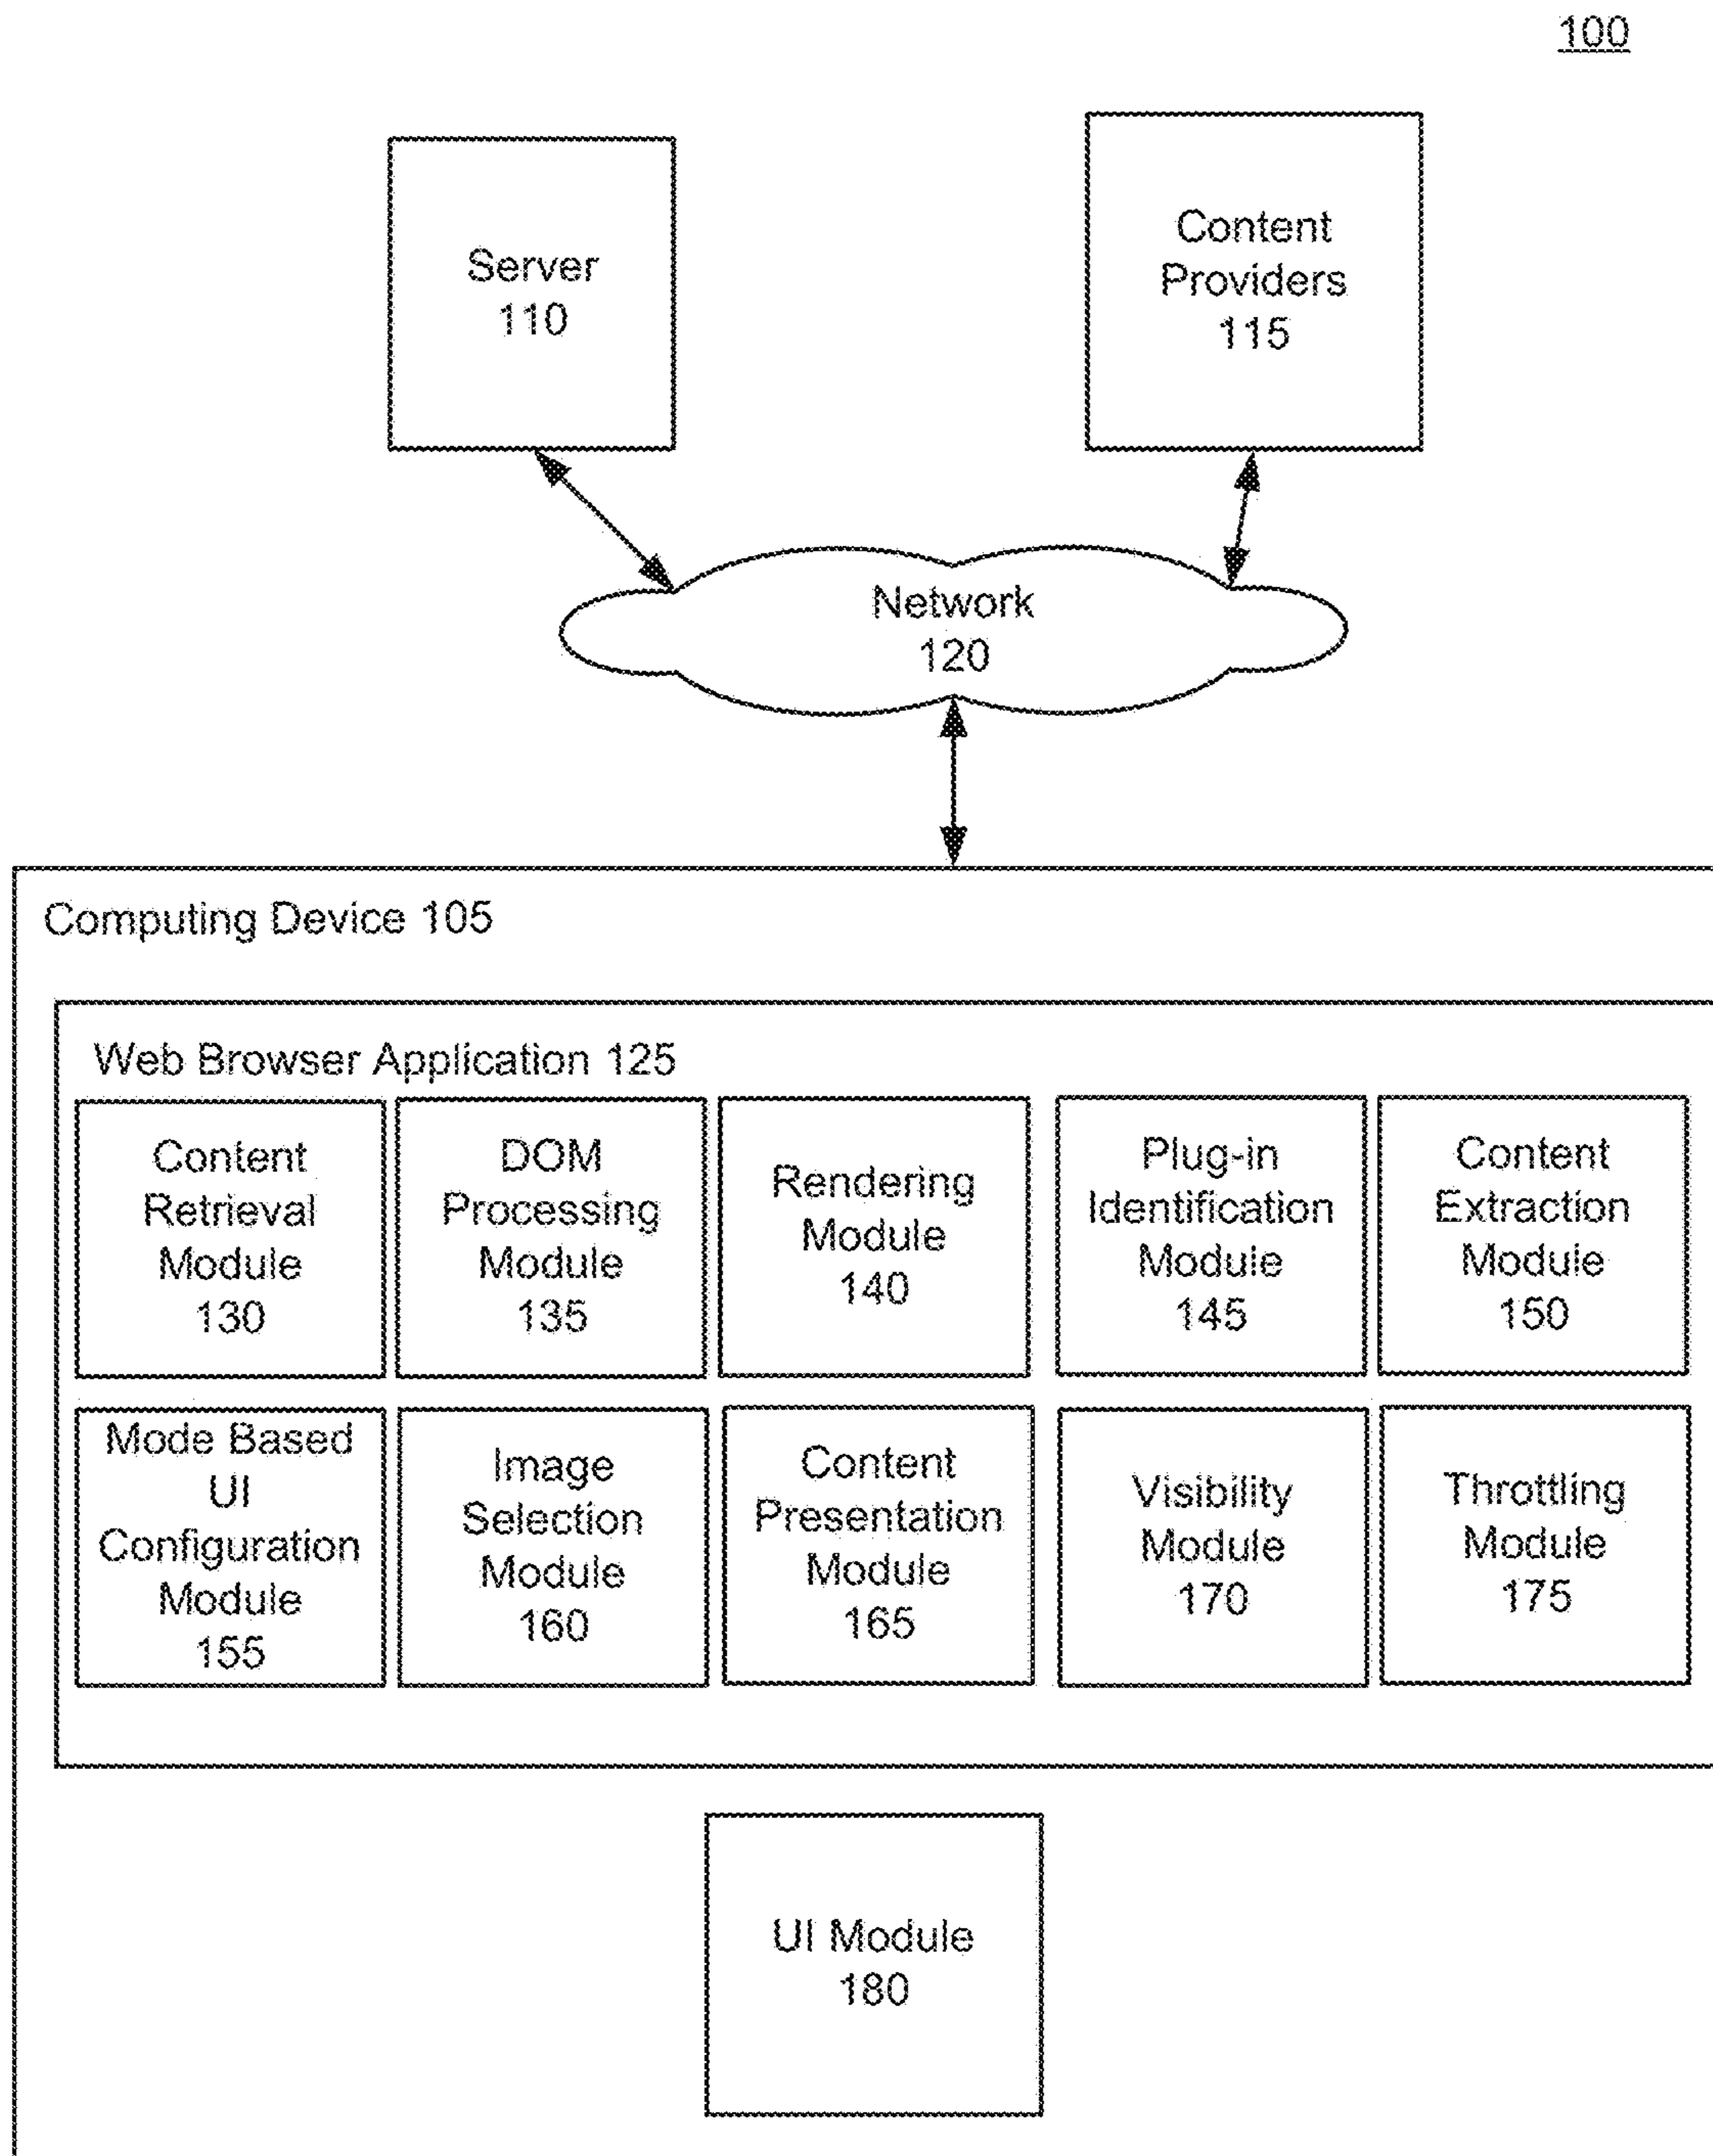 100
Server
110
Content
Providers
115
Network
120
Computing Device 105
Web Browser Application 125
Content
Retrieval
Module
130
DOM
Processing
Module
135
Rendering
Module
140
Plug-in
Identification
Module
145
Content
Extraction
Module
150
Mode Based
UI
Configuration
Module
155
Image
Selection
Module
160
Content
Presentation
Module
165
Visibility
Module
170
Throttling
Module
175
UI Module
180